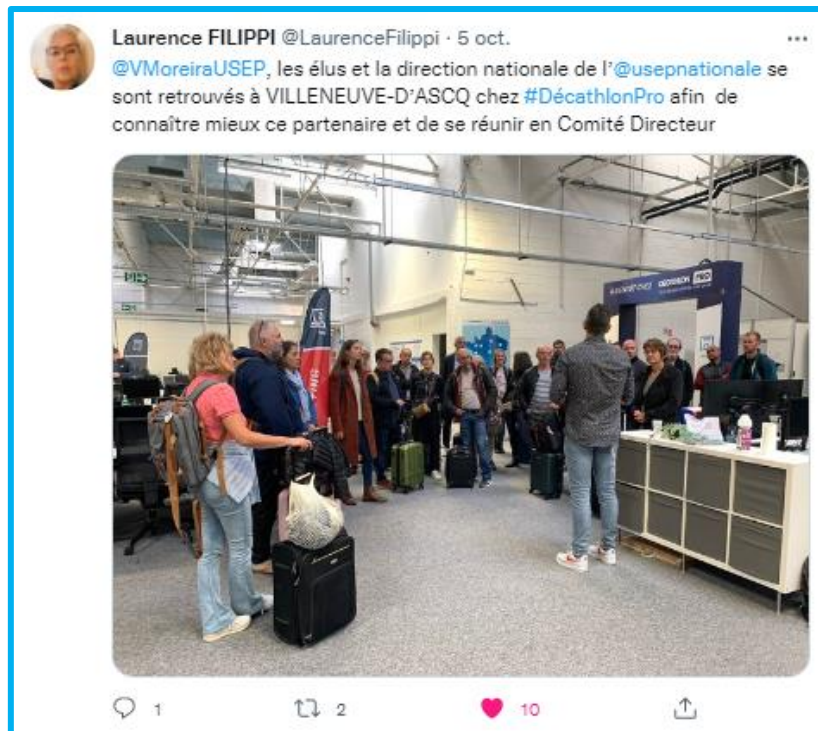 Laurence FILIPPI @LaurenceFilippi · 5 oct.
@VMoreiraUSEP, les élus et la direction nationale de l'@usepnationale se
sont retrouvés à VILLENEUVE-D'ASCQ chez #DécathlonPro afin de
connaître mieux ce partenaire et de se réunir en Comité Directeur
DECATHLON PRO
1
2
10